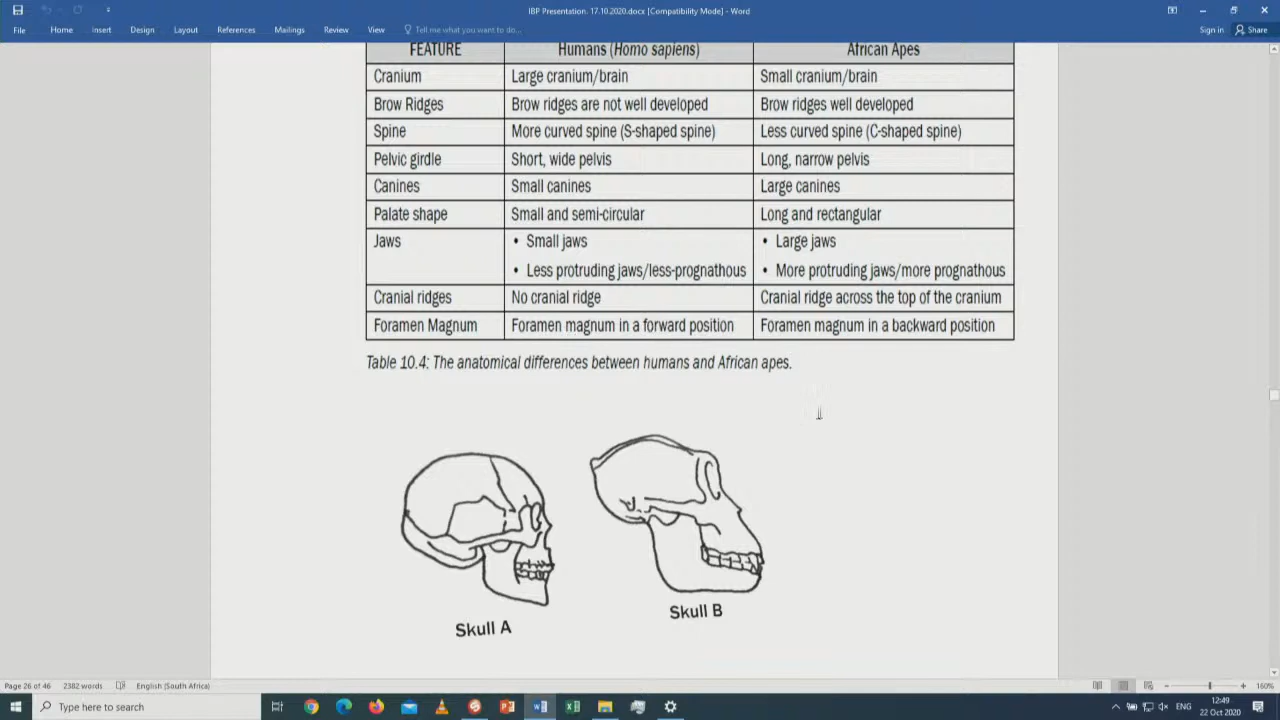 IBP Presentation. 17.10.2020.docx [Compatibility Mode] - Word
File Home Insert Design Layout References Mailings Review View Tell me what you want to do... Sign in Share
FEATURE Humans (Homo sapiens) African Apes
Cranium Large cranium/brain Small cranium/brain
Brow Ridges Brow ridges are not well developed Brow ridges well developed
Spine More curved spine (S-shaped spine) Less curved spine (C-shaped spine)
Pelvic girdle Short, wide pelvis Long, narrow pelvis
Canines Small canines Large canines
Palate shape Small and semi-circular Long and rectangular
Jaws • Small jaws • Large jaws
• Less protruding jaws/less-prognathous • More protruding jaws/more prognathous
Cranial ridges No cranial ridge Cranial ridge across the top of the cranium
Foramen Magnum Foramen magnum in a forward position Foramen magnum in a backward position
Table 10.4: The anatomical differences between humans and African apes.
Skull A Skull B
Page 26 of 46 2382 words English (South Africa) 160%
Type here to search ENG 12:49
22 Oct 2020